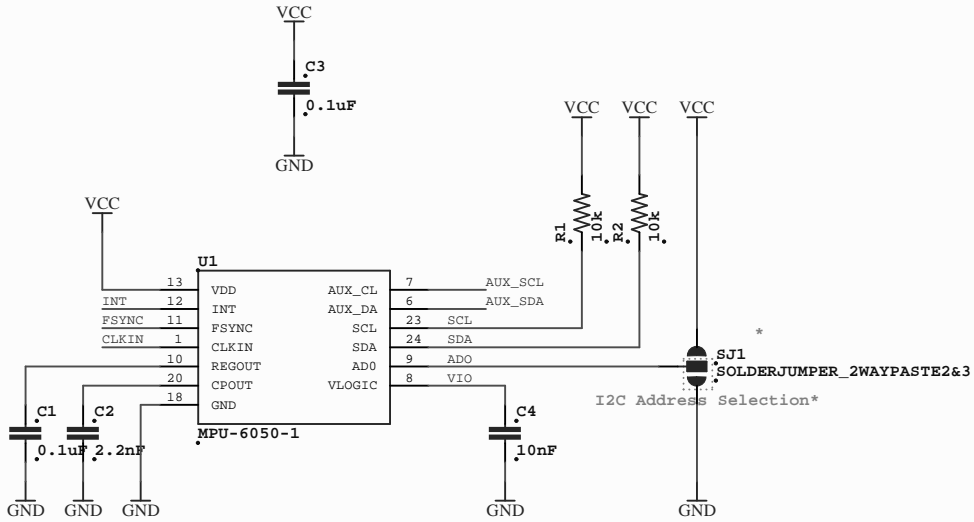 VCC
C3
0.1uF
GND
VCC
VCC
VCC
VCC
R1
10k
R2
10k
U1
13 VDD
INT 12 INT
FSYNC 11 FSYNC
CLKIN 1 CLKIN
10 REGOUT
20 CPOUT
18 GND
AUX_CL 7 AUX_SCL
AUX_DA 6 AUX_SDA
SCL 23 SCL
SDA 24 SDA
AD0 9 ADO
VLOGIC 8 VIO
MPU-6050-1
*
SJ1
SOLDERJUMPER_2WAYPASTE2&3
I2C Address Selection*
C1
0.1uF
C2
2.2nF
C4
10nF
GND
GND
GND
GND
GND